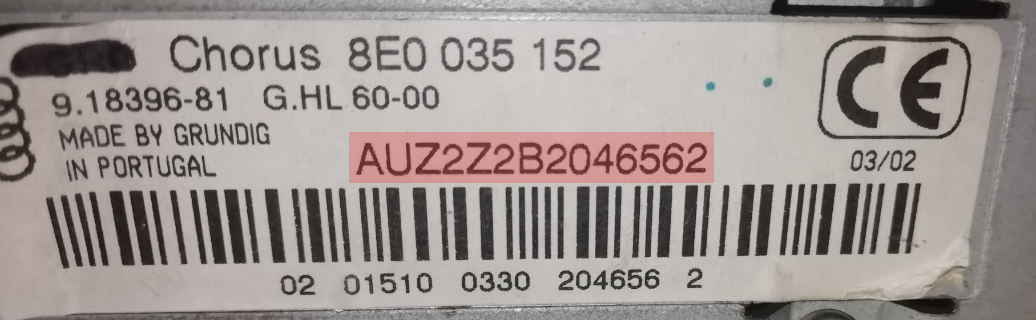 Chorus 8E0 035 152
9.18396-81 G.HL 60-00
MADE BY GRUNDIG
IN PORTUGAL
AUZ2Z2B2046562
CE
03/02
02 01510 0330 204656 2